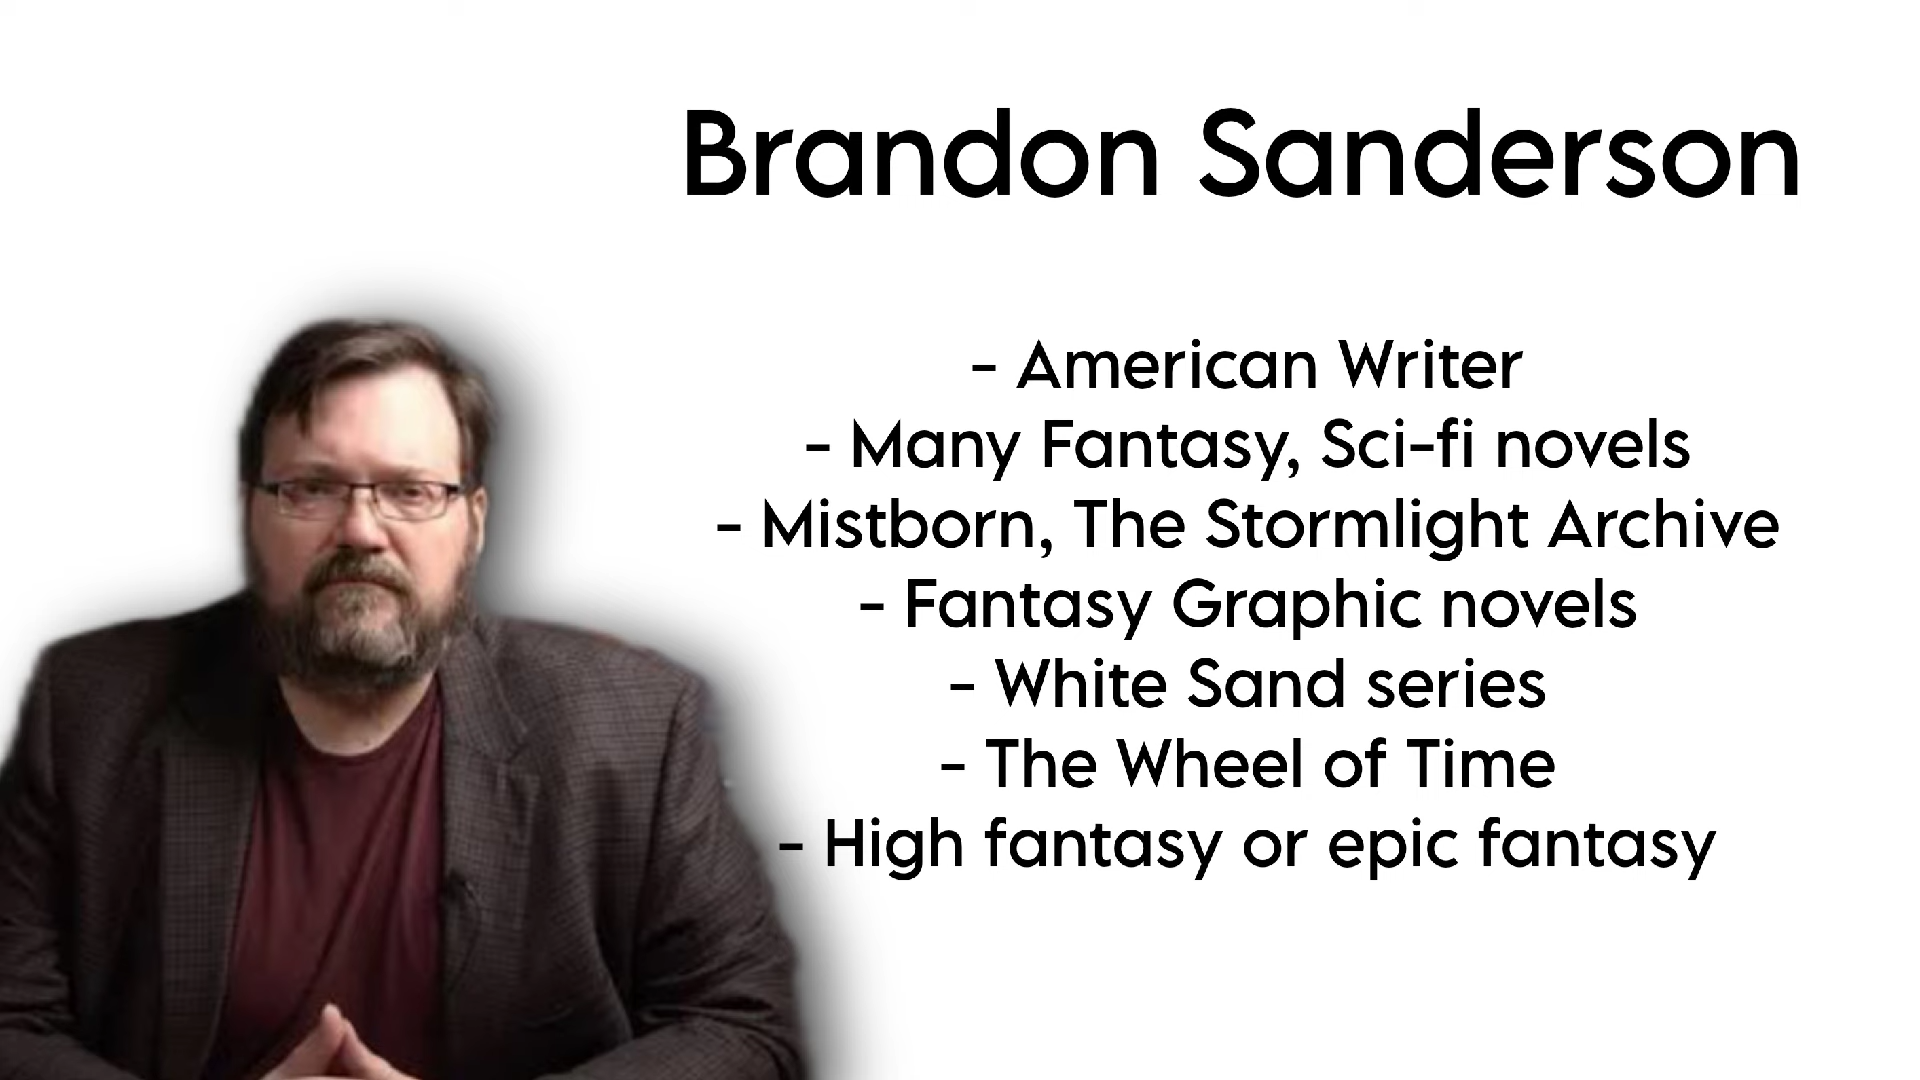 Brandon Sanderson
- American Writer
- Many Fantasy, Sci-fi novels
- Mistborn, The Stormlight Archive
- Fantasy Graphic novels
- White Sand series
- The Wheel of Time
- High fantasy or epic fantasy